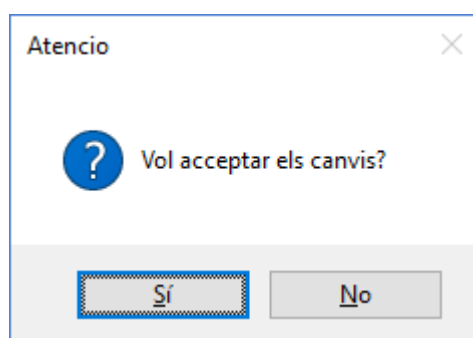 Atencio
Vol acceptar els canvis?
Sí
No